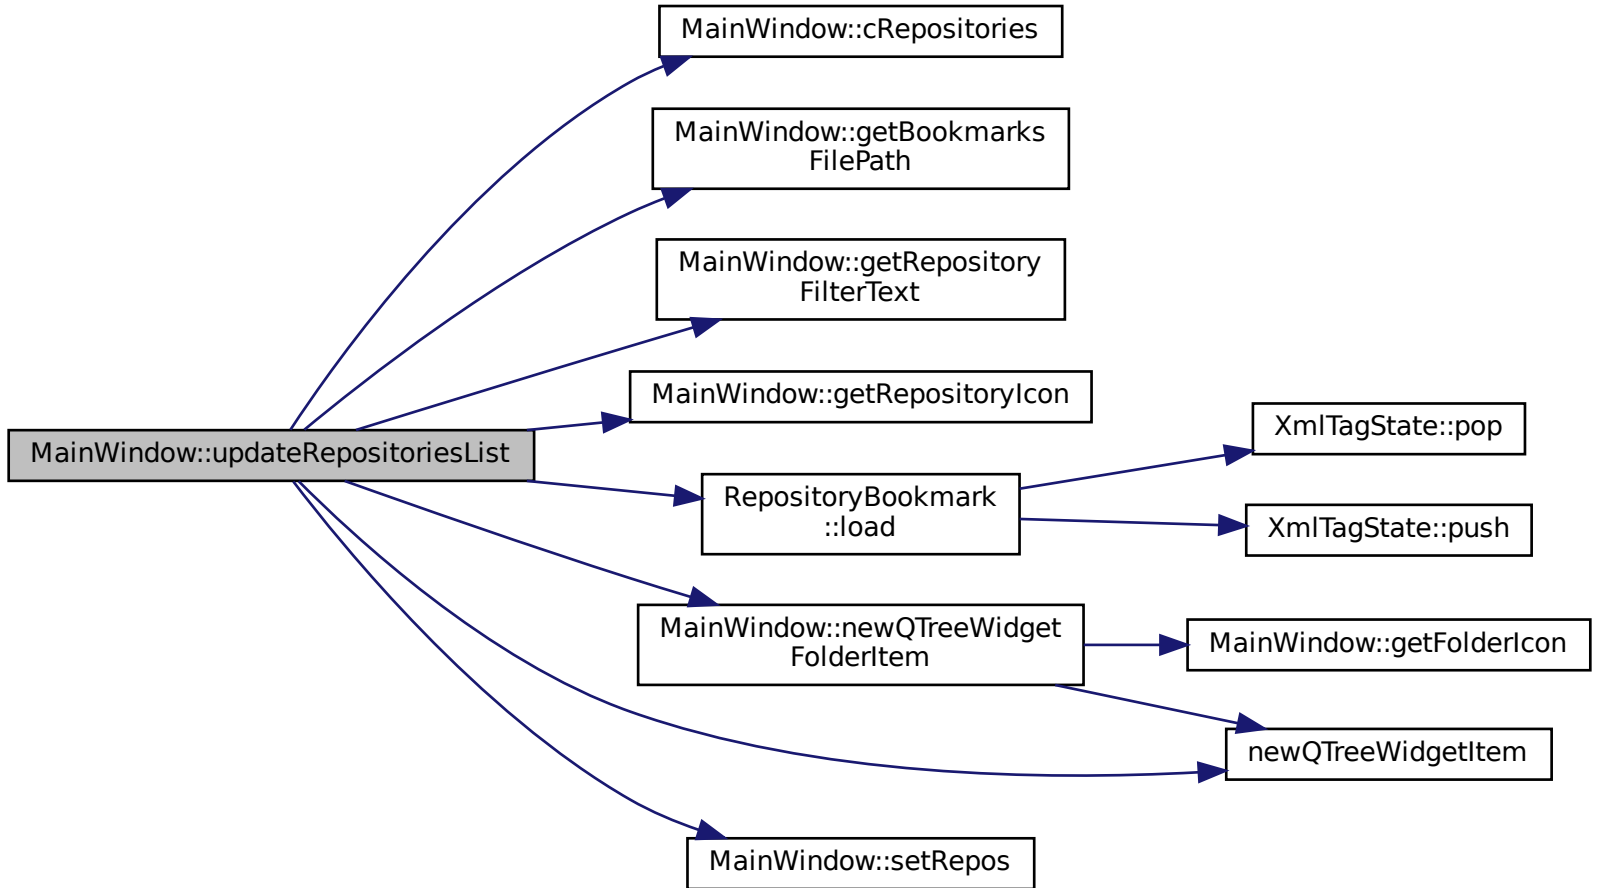 MainWindow::cRepositories
MainWindow::getBookmarks
FilePath
MainWindow::getRepository
FilterText
MainWindow::getRepositoryIcon
MainWindow::updateRepositoriesList
RepositoryBookmark
::load
XmlTagState::pop
XmlTagState::push
MainWindow::newQTreeWidget
FolderItem
MainWindow::getFolderIcon
newQTreeWidgetItem
MainWindow::setRepos